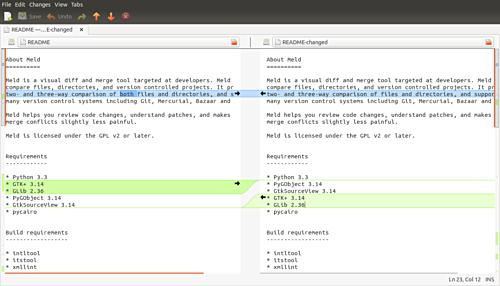 File Edit Changes View Tabs
Save Undo
README —...E-changed
README
README-changed
About Meld
==========
Meld is a visual diff and merge tool targeted at developers. Meld
compare files, directories, and version controlled projects. It pr
two- and three-way comparison of both files and directories, and s
many version control systems including Git, Mercurial, Bazaar and
Meld helps you review code changes, understand patches, and makes
merge conflicts slightly less painful.
Meld is licensed under the GPL v2 or later.
Requirements
------------
* Python 3.3
* GTK+ 3.14
* GLib 2.36
* PyGObject 3.14
* GtkSourceView 3.14
* pycairo
Build requirements
------------------
* intltool
* itstool
* xmllint
About Meld
==========
Meld is a visual diff and merge tool targeted at developers. Meld
compare files, directories, and version controlled projects. It pr
two- and three-way comparison of files and directories, and suppor
many version control systems including Git, Mercurial, Bazaar and
Meld helps you review code changes, understand patches, and makes
merge conflicts slightly less painful.
Meld is licensed under the GPL v2 or later.
Requirements
------------
* Python 3.3
* PyGObject 3.14
* GtkSourceView 3.14
* GTK+ 3.14
* GLib 2.36
* pycairo
Build requirements
------------------
* intltool
* itstool
* xmllint
Ln 23, Col 12 INS